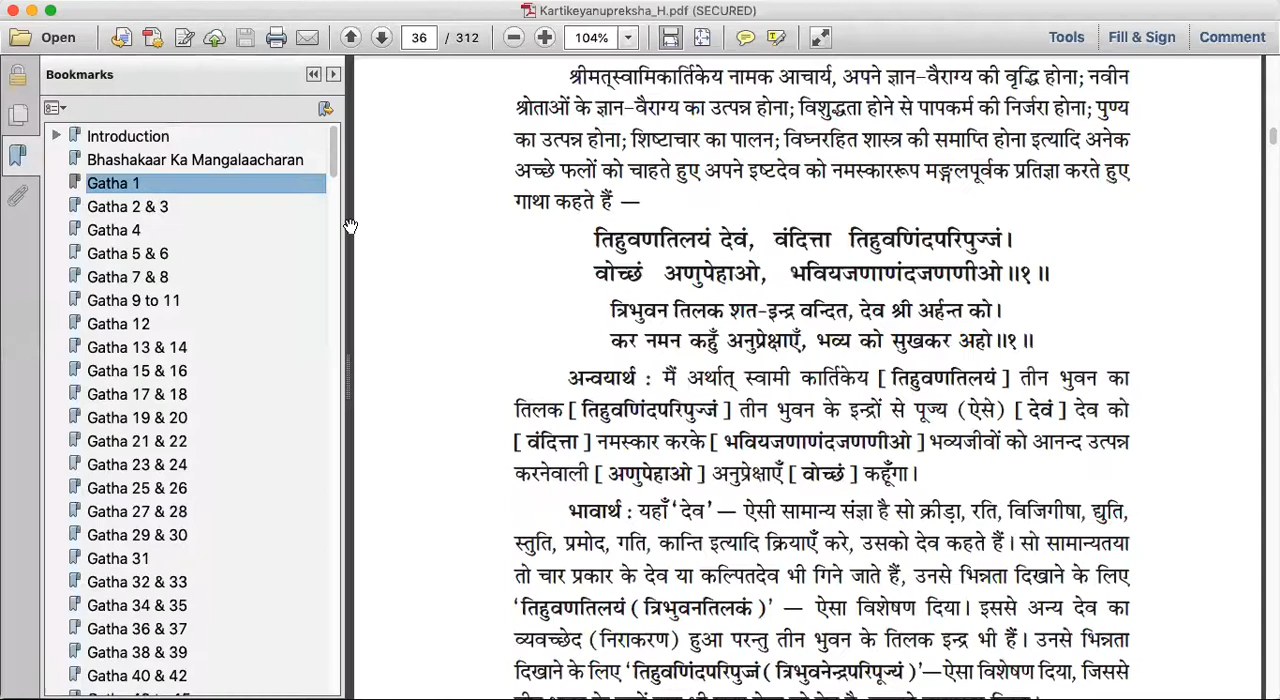 Kartikeyanupreksha_H.pdf (SECURED)
Open
36 / 312
104%
Tools
Fill & Sign
Comment
Bookmarks
Introduction
Bhashakaar Ka Mangalaacharan
Gatha 1
Gatha 2 & 3
Gatha 4
Gatha 5 & 6
Gatha 7 & 8
Gatha 9 to 11
Gatha 12
Gatha 13 & 14
Gatha 15 & 16
Gatha 17 & 18
Gatha 19 & 20
Gatha 21 & 22
Gatha 23 & 24
Gatha 25 & 26
Gatha 27 & 28
Gatha 29 & 30
Gatha 31
Gatha 32 & 33
Gatha 34 & 35
Gatha 36 & 37
Gatha 38 & 39
Gatha 40 & 42
श्रीमत्‌स्वामिकार्तिकेय नामक आचार्य, अपने ज्ञान-वैराग्य की वृद्धि होना; नवीन
श्रोताओं के ज्ञान-वैराग्य का उत्पन्न होना; विशुद्धता होने से पापकर्म की निर्जरा होना; पुण्य
का उत्पन्न होना; शिष्टाचार का पालन; विघ्नरहित शास्त्र की समाप्ति होना इत्यादि अनेक
अच्छे फलों को चाहते हुए अपने इष्टदेव को नमस्काररूप मङ्गलपूर्वक प्रतिज्ञा करते हुए
गाथा कहते हैं —
तिहुवणतिलयं देवं, वंदित्ता तिहुवणिंदपरिपुज्जं।
वोच्छं अणुपेहाओ, भवियजणाणंदजणणीओ॥१॥
त्रिभुवन तिलक शत-इन्द्र वन्दित, देव श्री अर्हन्त को।
कर नमन कहुँ अनुप्रेक्षाएँ, भव्य को सुखकर अहो॥१॥
अन्वयार्थ : मैं अर्थात् स्वामी कार्तिकेय [ तिहुवणतिलयं ] तीन भुवन का
तिलक [ तिहुवणिंदपरिपुज्जं ] तीन भुवन के इन्द्रों से पूज्य (ऐसे) [ देवं ] देव को
[ वंदित्ता ] नमस्कार करके [ भवियजणाणंदजणणीओ ] भव्यजीवों को आनन्द उत्पन्न
करनेवाली [ अणुपेहाओ ] अनुप्रेक्षाएँ [ वोच्छं ] कहूँगा।
भावार्थ : यहाँ 'देव' — ऐसी सामान्य संज्ञा है सो क्रीड़ा, रति, विजिगीषा, द्युति,
स्तुति, प्रमोद, गति, कान्ति इत्यादि क्रियाएँ करे, उसको देव कहते हैं। सो सामान्यतया
तो चार प्रकार के देव या कल्पितदेव भी गिने जाते हैं, उनसे भिन्नता दिखाने के लिए
'तिहुवणतिलयं ( त्रिभुवनतिलकं )' — ऐसा विशेषण दिया। इससे अन्य देव का
व्यवच्छेद (निराकरण) हुआ परन्तु तीन भुवन के तिलक इन्द्र भी हैं। उनसे भिन्नता
दिखाने के लिए 'तिहुवणिंदपरिपुज्जं ( त्रिभुवनेन्द्रपरिपूज्यं )'—ऐसा विशेषण दिया, जिससे